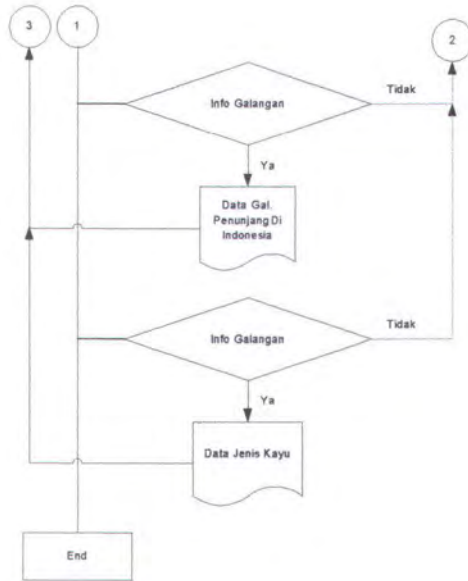 3
1
2
Info Galangan
Tidak
Ya
Data Gal.
Penunjang Di
Indonesia
Info Galangan
Tidak
Ya
Data Jenis Kayu
End